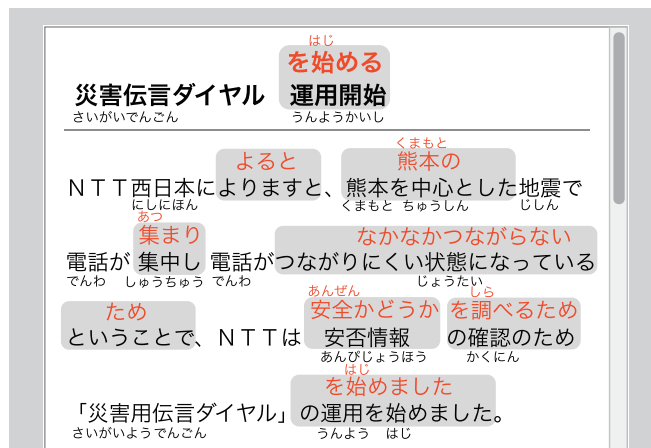 はじ
を始める
災害伝言ダイヤル 運用開始
さいがいでんごん うんようかいし
くまもと
よると 熊本の
ＮＴＴ西日本によりますと、熊本を中心とした地震で
にしにほん くまもと ちゅうしん じしん
あつ
集まり なかなかつながらない
電話が集中し電話がつながりにくい状態になっている
でんわ しゅうちゅう でんわ じょうたい
あんぜん しら
ため 安全かどうか を調べるため
ということで、ＮＴＴは安否情報の確認のため
あんぴじょうほう かくにん
はじ
を始めました
「災害用伝言ダイヤル」の運用を始めました。
さいがいようでんごん うんよう はじ